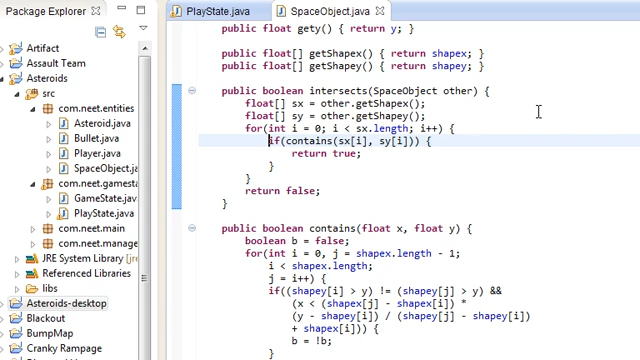 Package Explorer
Artifact
Assault Team
Asteroids
src
com.neet.entities
Asteroid.java
Bullet.java
Player.java
SpaceObject.java
com.neet.gamesta
GameState.java
PlayState.java
com.neet.main
com.neet.manage
JRE System Library [
Referenced Libraries
libs
Asteroids-desktop
Blackout
BumpMap
Cranky Rampage
PlayState.java
SpaceObject.java
public float gety() { return y; }
public float[] getShapex() { return shapex; }
public float[] getShapey() { return shapey; }
public boolean intersects(SpaceObject other) {
float[] sx = other.getShapex();
float[] sy = other.getShapey();
for(int i = 0; i < sx.length; i++) {
if(contains(sx[i], sy[i])) {
return true;
}
}
return false;
}
public boolean contains(float x, float y) {
boolean b = false;
for(int i = 0, j = shapex.length - 1;
i < shapex.length;
j = i++) {
if((shapey[i] > y) != (shapey[j] > y) &&
(x < (shapex[j] - shapex[i]) *
(y - shapey[i]) / (shapey[j] - shapey[i])
+ shapex[i])) {
b = !b;
}